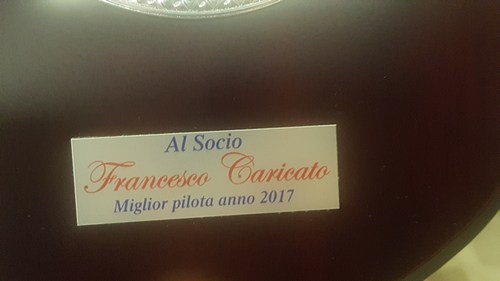 Al Socio
Francesco Caricato
Miglior pilota anno 2017